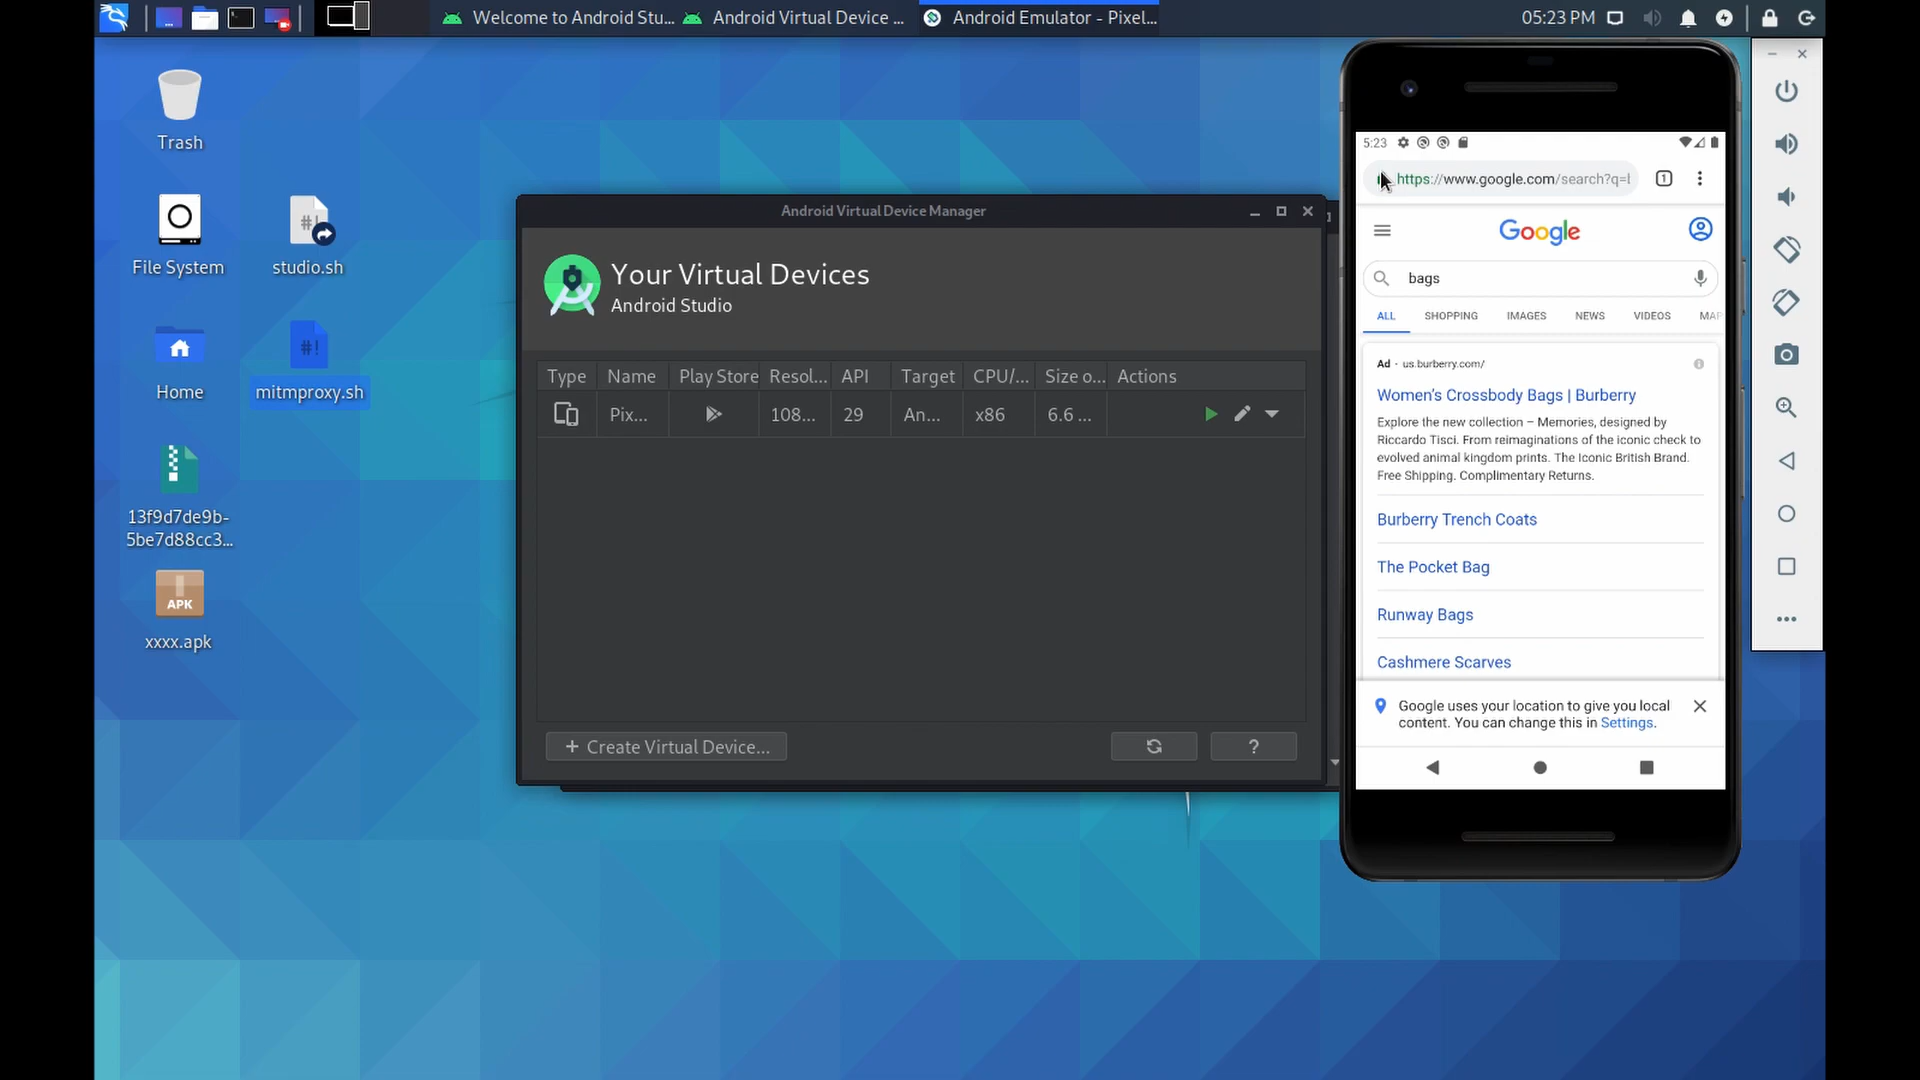 Welcome to Android Stu...
Android Virtual Device ...
Android Emulator - Pixel...
05:23 PM
Trash
File System
studio.sh
Home
mitmproxy.sh
13f9d7de9b-
5be7d88cc3...
APK
xxxx.apk
#!
#!
Android Virtual Device Manager
Your Virtual Devices
Android Studio
Type Name Play Store Resol... API Target CPU/... Size o... Actions
Pix... 108... 29 An... x86 6.6 ...
+ Create Virtual Device...
?
5:23
https://www.google.com/search?q=b
1
Google
bags
ALL SHOPPING IMAGES NEWS VIDEOS MAP
Ad · us.burberry.com/
Women's Crossbody Bags | Burberry
Explore the new collection – Memories, designed by
Riccardo Tisci. From reimaginations of the iconic check to
evolved animal kingdom prints. The Iconic British Brand.
Free Shipping. Complimentary Returns.
Burberry Trench Coats
The Pocket Bag
Runway Bags
Cashmere Scarves
Google uses your location to give you local
content. You can change this in Settings.